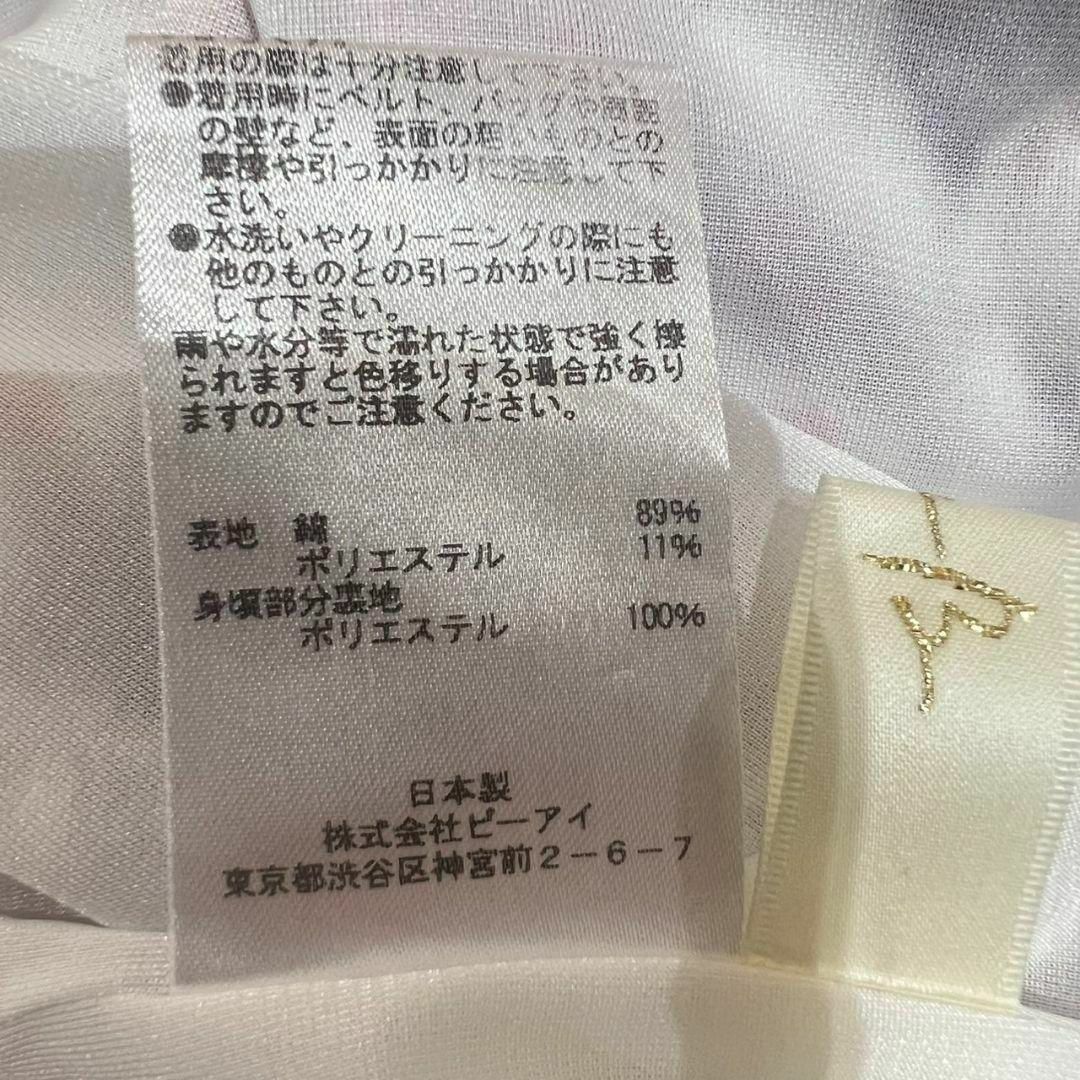 着用の際は十分注意して下さい。
●着用時にベルト、バッグや
の壁など、表面の粗いものとの
摩擦や引っかかりに注意して下
さい。
●水洗いやクリーニングの際にも
他のものとの引っかかりに注意
して下さい。
雨や水分等で濡れた状態で強く擦
られますと色移りする場合があり
ますのでご注意ください。
表地 綿 89%
ポリエステル 11%
身頃部分裏地
ポリエステル 100%
日本製
株式会社ビーアイ
東京都渋谷区神宮前2-6-7